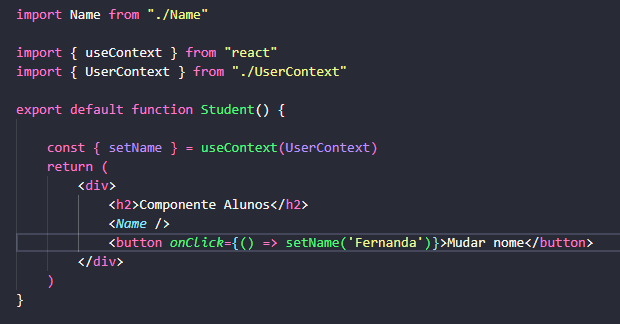 import Name from "./Name"
import { useContext } from "react"
import { UserContext } from "./UserContext"
export default function Student() {
const { setName } = useContext(UserContext)
return (
<div>
<h2>Componente Alunos</h2>
<Name />
<button onClick={() => setName('Fernanda')}>Mudar nome</button>
</div>
)
}